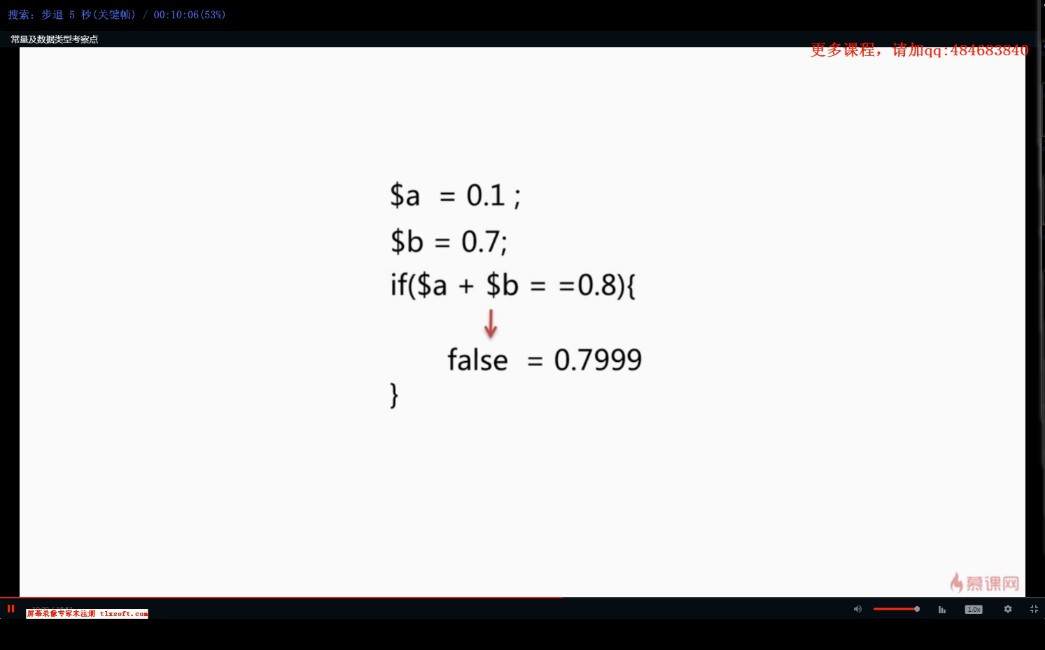 搜索: 步退 5 秒(关键帧) / 00:10:06(53%)
常量及数据类型考察点
更多课程，请加qq:484683840
$a = 0.1 ;
$b = 0.7;
if($a + $b = =0.8){
false = 0.7999
}
慕课网
1.0x
屏幕录像专家未注册 tlxsoft.com